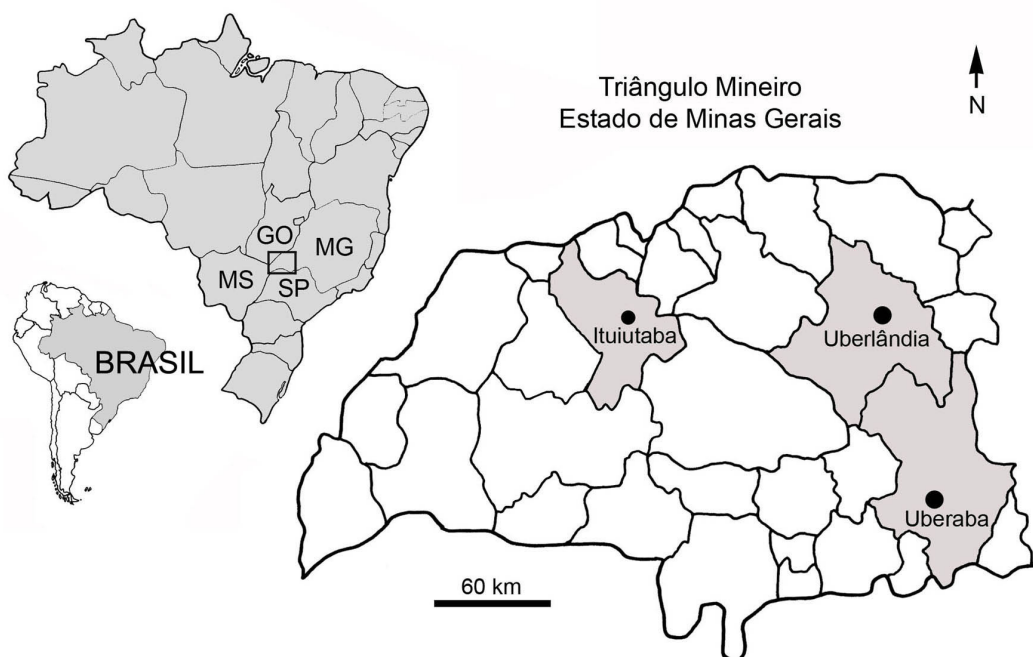 Triângulo Mineiro
Estado de Minas Gerais
N
GO
MG
MS
SP
BRASIL
Ituiutaba
Uberlândia
Uberaba
60 km